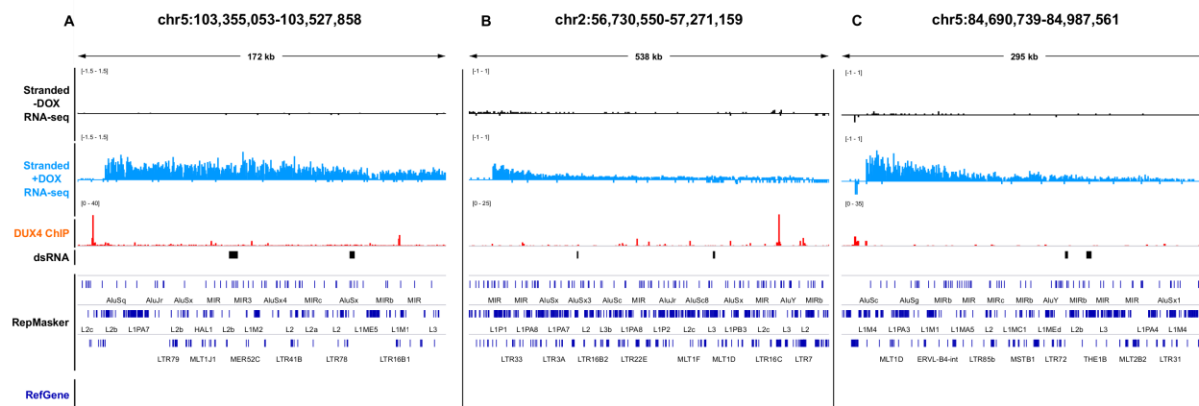 A
chr5:103,355,053-103,527,858
B
chr2:56,730,550-57,271,159
C
chr5:84,690,739-84,987,561
172 kb
538 kb
295 kb
Stranded
-DOX
RNA-seq
[-1.5 - 1.5]
[-1 - 1]
[-1 - 1]
Stranded
+DOX
RNA-seq
[-1.5 - 1.5]
[-1 - 1]
[-1 - 1]
DUX4 ChIP
[0 - 40]
[0 - 25]
[0 - 35]
dsRNA
RepMasker
AluSq AluJr AluSx MIR MIR3 AluSx4 MIRc AluSx MIRb MIR
L2c L2b L1PA7 L2b HAL1 L2b L1M2 L2 L2a L2 L1ME5 L1M1 L3
LTR79 MLT1J1 MER52C LTR41B LTR78 LTR16B1
MIR MIR AluSx AluSx3 AluSc MIR AluJr AluSc8 AluSx MIR AluY MIRb
L1P1 L1PA8 L1PA7 L2 L3b L1PA8 L1P2 L2c L3 L1PB3 L2c L3 L2
LTR33 LTR3A LTR16B2 LTR22E MLT1F MLT1D LTR16C LTR7
AluSc AluSg MIRb MIR MIRc MIRb AluY MIRb MIR MIR AluSx1
L1M4 L1PA3 L1M1 L1MA5 L2 L1MC1 L1MEd L2b L3 L1PA4 L1M4
MLT1D ERVL-B4-int LTR85b MSTB1 LTR72 THE1B MLT2B2 LTR31
RefGene